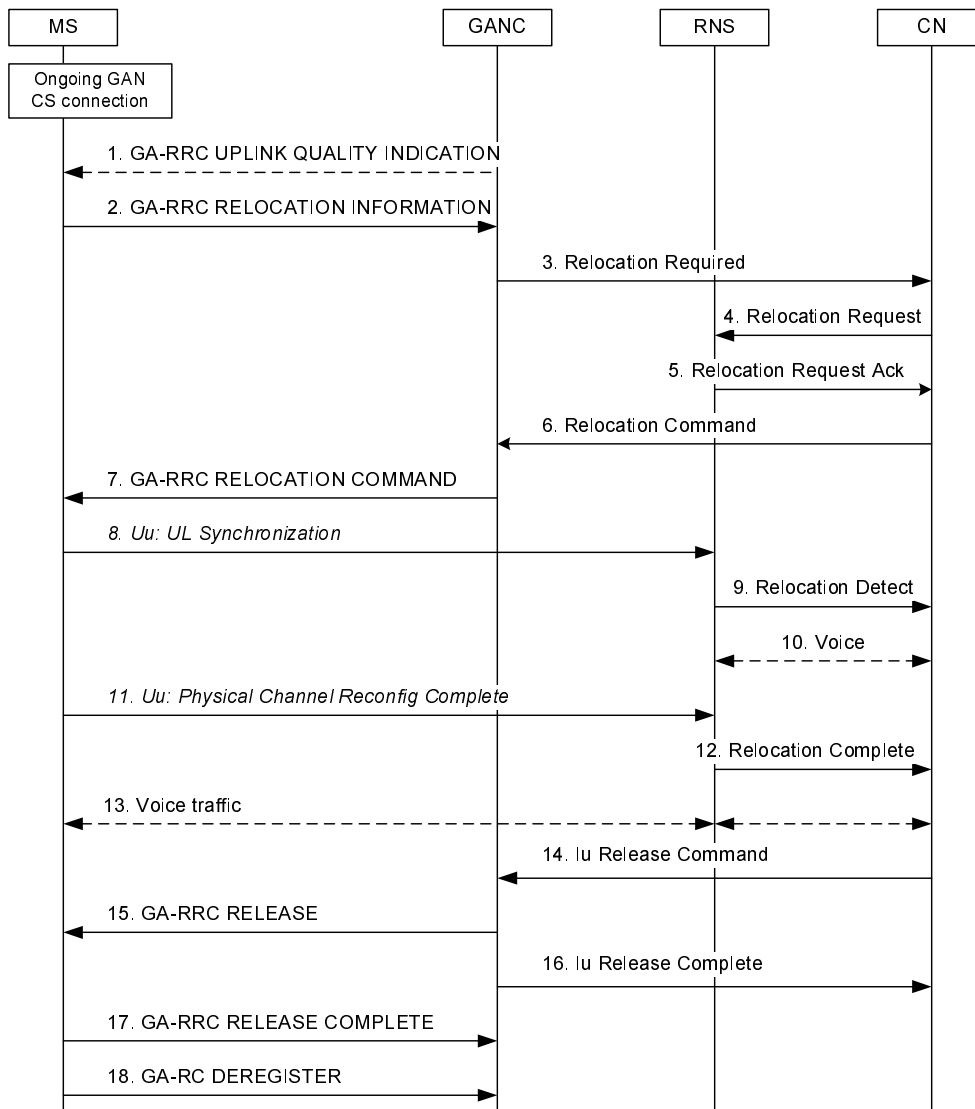 MS
GANC
RNS
CN
Ongoing GAN
CS connection
1. GA-RRC UPLINK QUALITY INDICATION
2. GA-RRC RELOCATION INFORMATION
3. Relocation Required
4. Relocation Request
5. Relocation Request Ack
6. Relocation Command
7. GA-RRC RELOCATION COMMAND
8. Uu: UL Synchronization
9. Relocation Detect
10. Voice
11. Uu: Physical Channel Reconfig Complete
12. Relocation Complete
13. Voice traffic
14. Iu Release Command
15. GA-RRC RELEASE
16. Iu Release Complete
17. GA-RRC RELEASE COMPLETE
18. GA-RC DEREGISTER